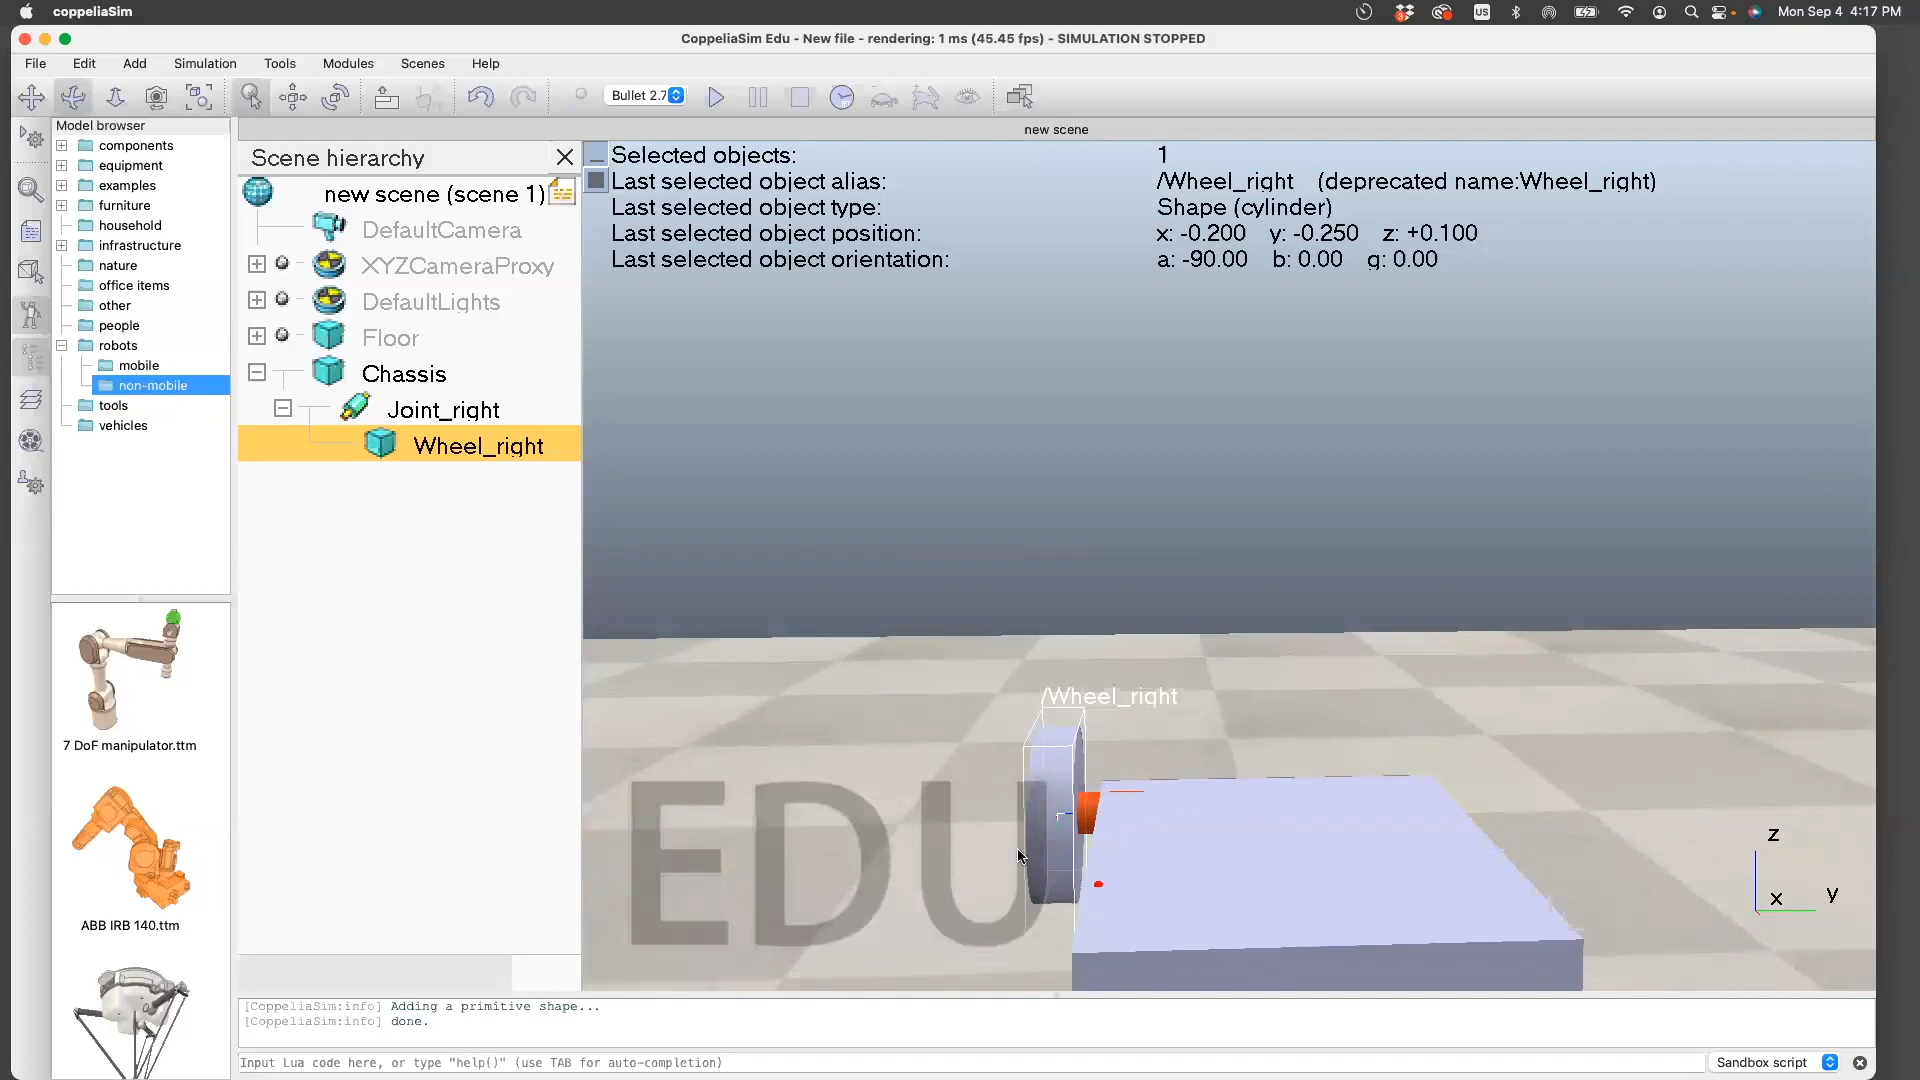 coppeliaSim
US
Mon Sep 4 4:17 PM
CoppeliaSim Edu - New file - rendering: 1 ms (45.45 fps) - SIMULATION STOPPED
File Edit Add Simulation Tools Modules Scenes Help
Bullet 2.7
Model browser
new scene
components
equipment
examples
furniture
household
infrastructure
nature
office items
other
people
robots
mobile
non-mobile
tools
vehicles
7 DoF manipulator.ttm
ABB IRB 140.ttm
Scene hierarchy
new scene (scene 1)
DefaultCamera
XYZCameraProxy
DefaultLights
Floor
Chassis
Joint_right
Wheel_right
Selected objects: 1
Last selected object alias: /Wheel_right (deprecated name:Wheel_right)
Last selected object type: Shape (cylinder)
Last selected object position: x: -0.200 y: -0.250 z: +0.100
Last selected object orientation: a: -90.00 b: 0.00 g: 0.00
/Wheel_right
EDU
z
x
y
[CoppeliaSim:info] Adding a primitive shape...
[CoppeliaSim:info] done.
Input Lua code here, or type "help()" (use TAB for auto-completion)
Sandbox script